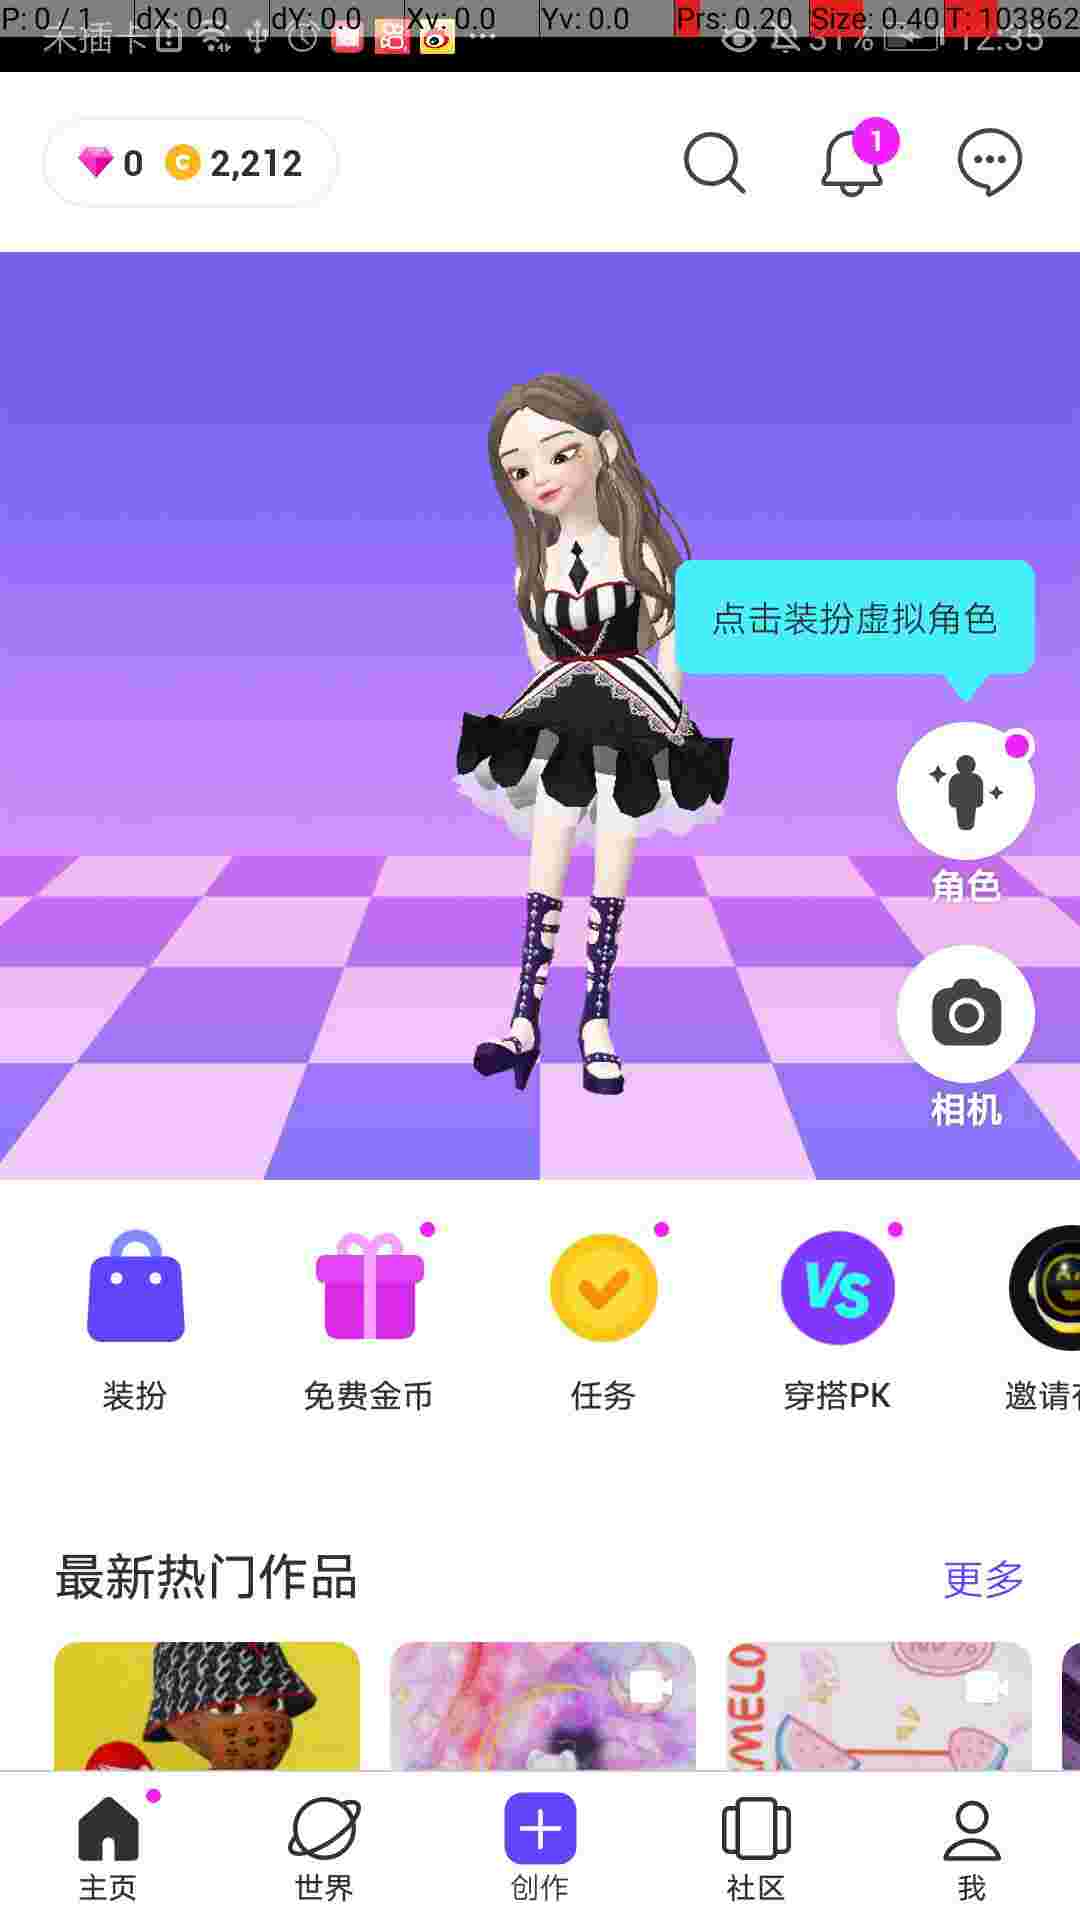 P: 0 / 1 dX: 0.0 dY: 0.0 Xv: 0.0 Yv: 0.0 Prs: 0.20 Size: 0.40 T: 103862
未插卡 31% 12:35
0 2,212 1
点击装扮虚拟角色
角色
相机
装扮 免费金币 任务 VS 穿搭PK 邀请
最新热门作品 更多
主页 世界 创作 社区 我